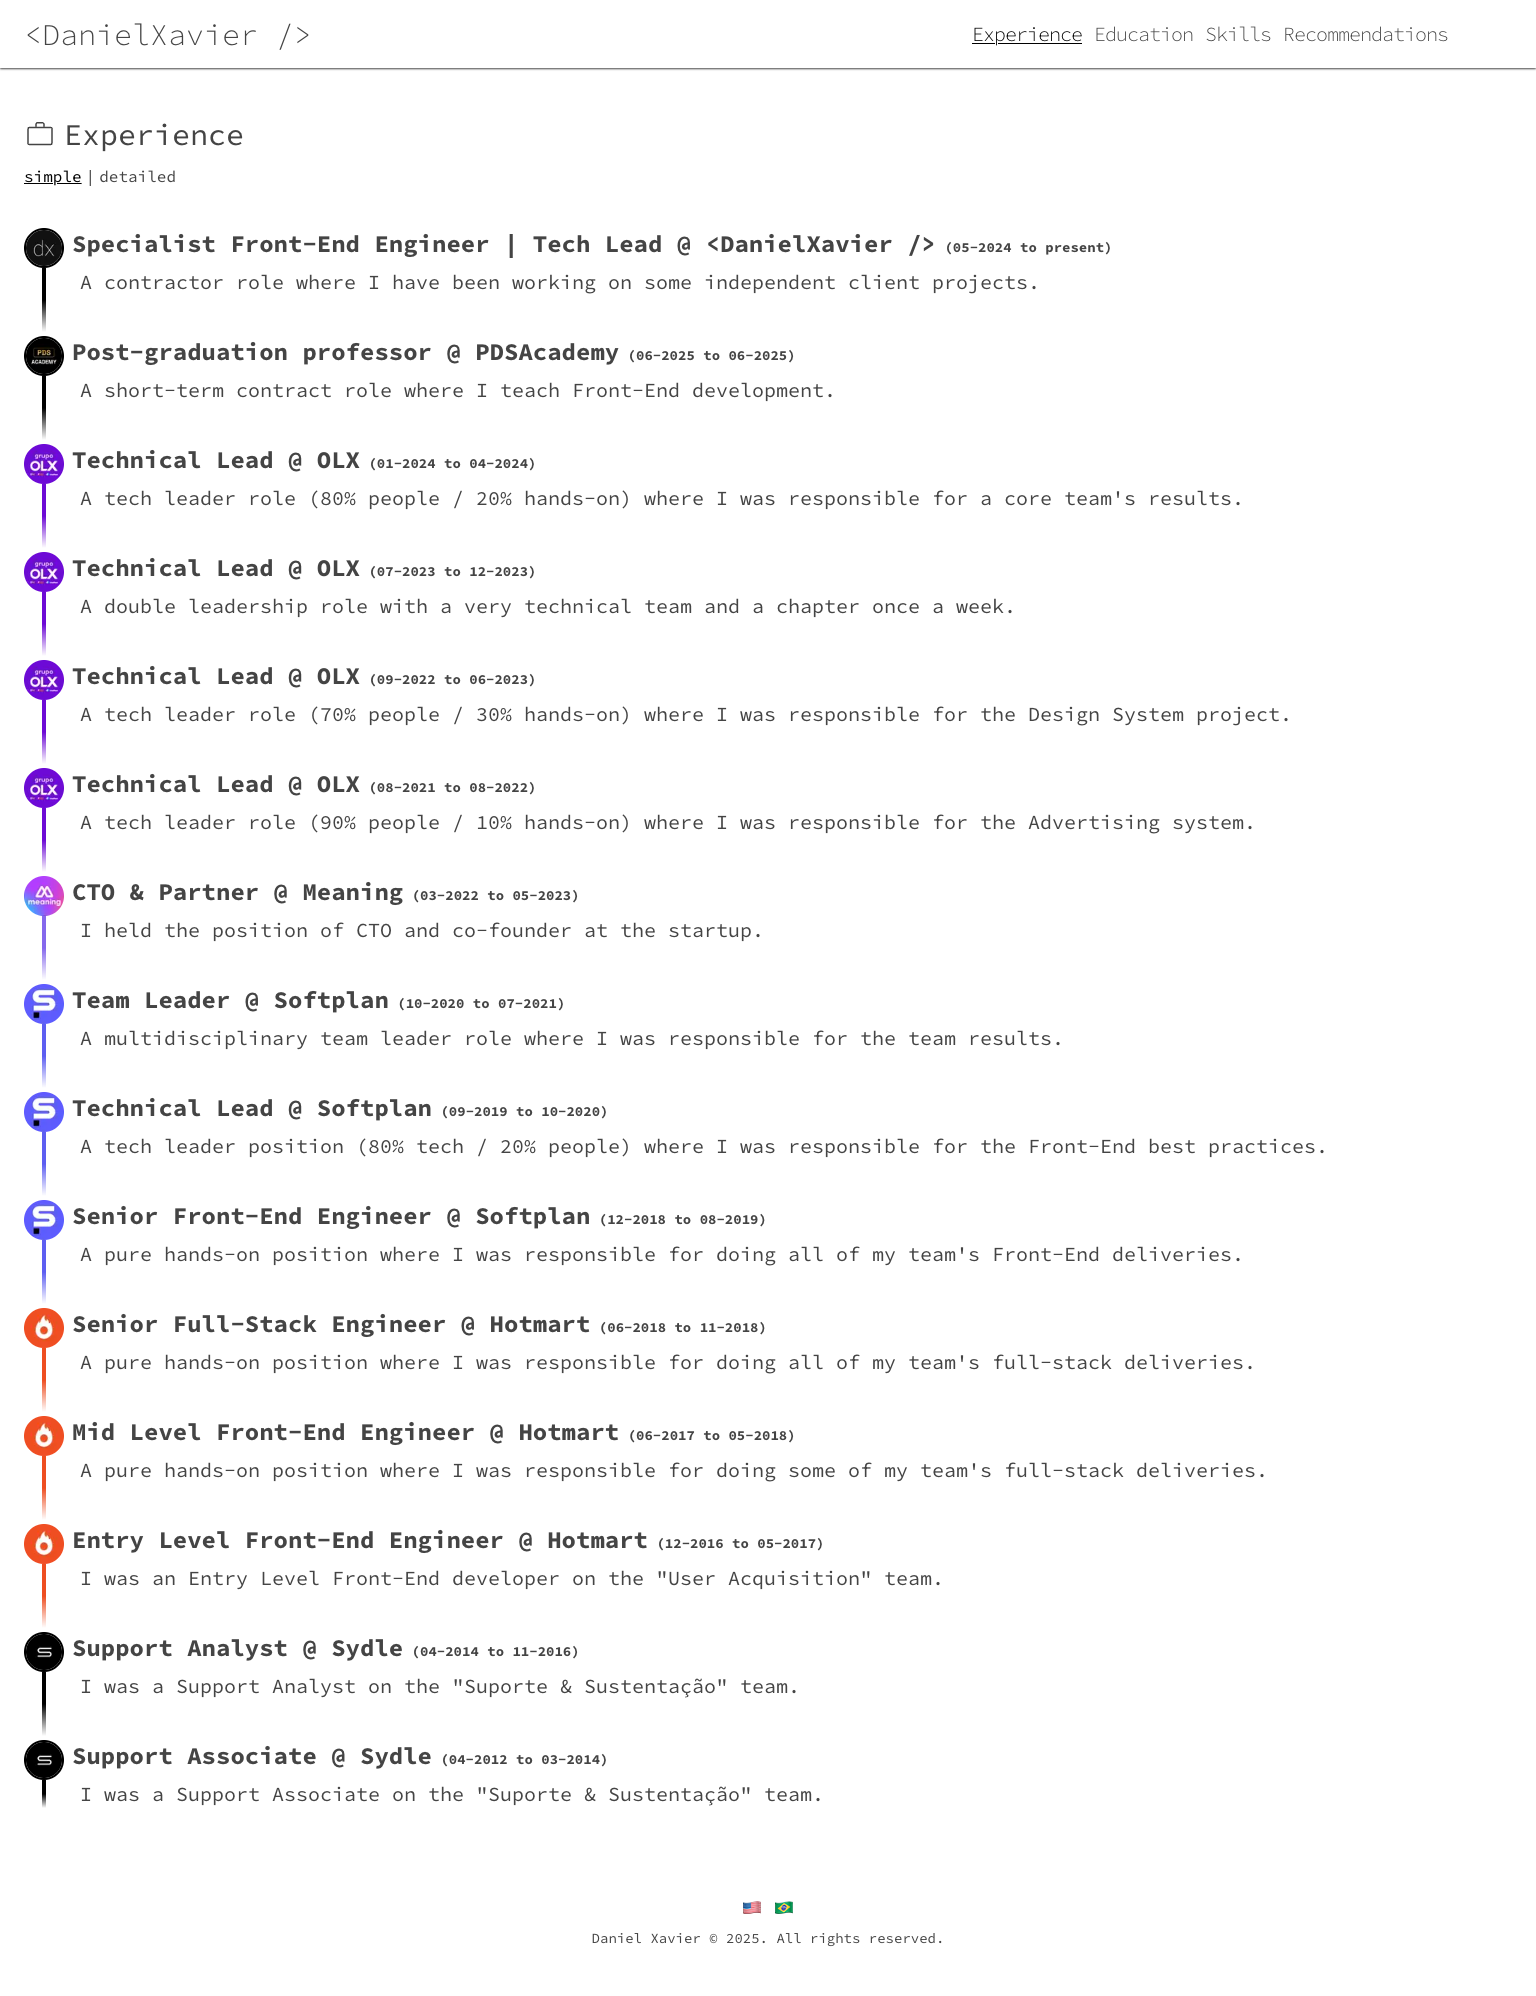 <DanielXavier />
Experience Education Skills Recommendations
Experience
simple | detailed
dx
Specialist Front-End Engineer | Tech Lead @ <DanielXavier /> (05-2024 to present)
A contractor role where I have been working on some independent client projects.
PDS
ACADEMY
Post-graduation professor @ PDSAcademy (06-2025 to 06-2025)
A short-term contract role where I teach Front-End development.
grupo
OLX
Technical Lead @ OLX (01-2024 to 04-2024)
A tech leader role (80% people / 20% hands-on) where I was responsible for a core team's results.
grupo
OLX
Technical Lead @ OLX (07-2023 to 12-2023)
A double leadership role with a very technical team and a chapter once a week.
grupo
OLX
Technical Lead @ OLX (09-2022 to 06-2023)
A tech leader role (70% people / 30% hands-on) where I was responsible for the Design System project.
grupo
OLX
Technical Lead @ OLX (08-2021 to 08-2022)
A tech leader role (90% people / 10% hands-on) where I was responsible for the Advertising system.
meaning
CTO & Partner @ Meaning (03-2022 to 05-2023)
I held the position of CTO and co-founder at the startup.
Team Leader @ Softplan (10-2020 to 07-2021)
A multidisciplinary team leader role where I was responsible for the team results.
Technical Lead @ Softplan (09-2019 to 10-2020)
A tech leader position (80% tech / 20% people) where I was responsible for the Front-End best practices.
Senior Front-End Engineer @ Softplan (12-2018 to 08-2019)
A pure hands-on position where I was responsible for doing all of my team's Front-End deliveries.
Senior Full-Stack Engineer @ Hotmart (06-2018 to 11-2018)
A pure hands-on position where I was responsible for doing all of my team's full-stack deliveries.
Mid Level Front-End Engineer @ Hotmart (06-2017 to 05-2018)
A pure hands-on position where I was responsible for doing some of my team's full-stack deliveries.
Entry Level Front-End Engineer @ Hotmart (12-2016 to 05-2017)
I was an Entry Level Front-End developer on the "User Acquisition" team.
Support Analyst @ Sydle (04-2014 to 11-2016)
I was a Support Analyst on the "Suporte & Sustentação" team.
Support Associate @ Sydle (04-2012 to 03-2014)
I was a Support Associate on the "Suporte & Sustentação" team.
Daniel Xavier © 2025. All rights reserved.